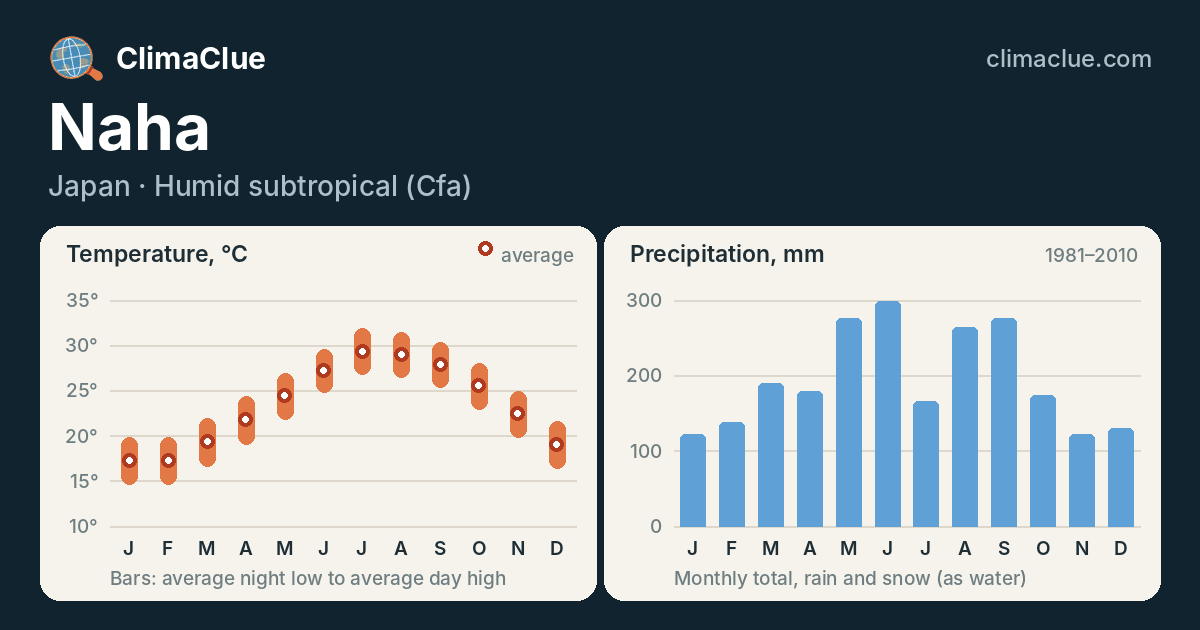 ClimaClue
climaclue.com
Naha
Japan · Humid subtropical (Cfa)
Temperature, °C
average
35°
30°
25°
20°
15°
10°
J F M A M J J A S O N D
Bars: average night low to average day high
Precipitation, mm
1981–2010
300
200
100
0
J F M A M J J A S O N D
Monthly total, rain and snow (as water)